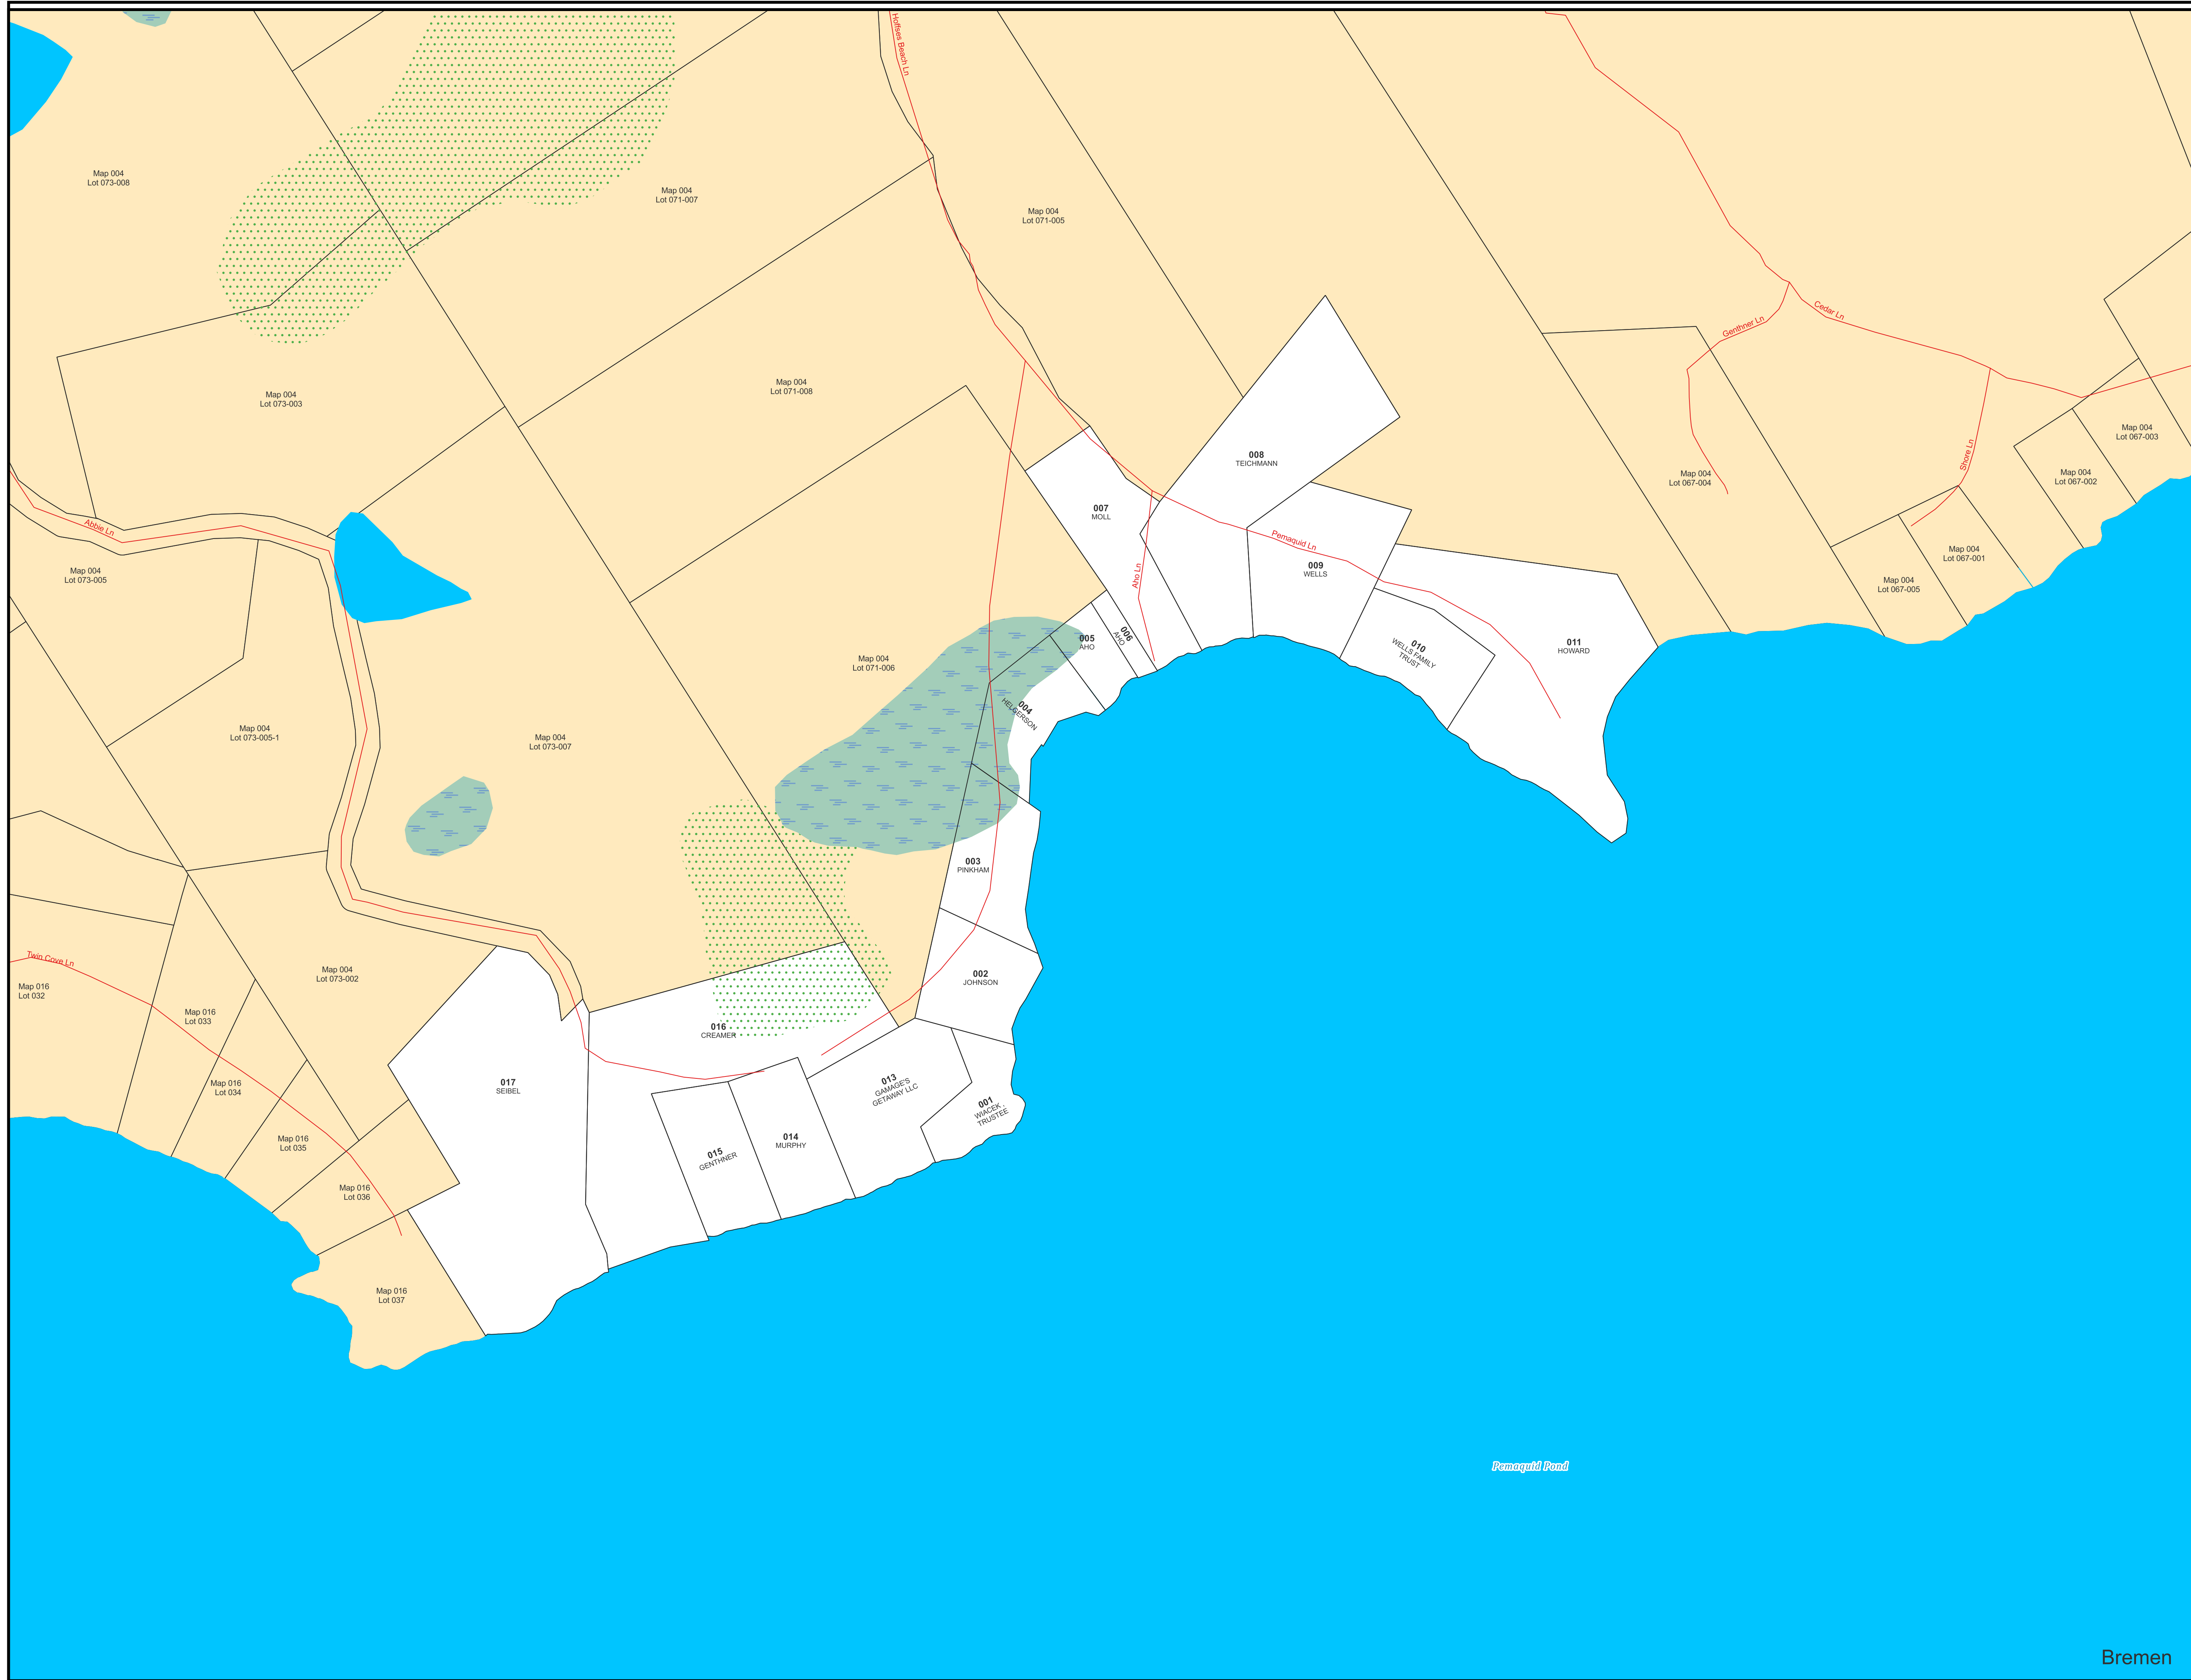 Hoffses Beach Ln
Map 004
Lot 073-008
Map 004
Lot 071-007
Map 004
Lot 071-005
Cedar Ln
Genthner Ln
Map 004
Lot 073-003
Map 004
Lot 071-008
008
TEICHMANN
Map 004
Lot 067-003
Shore Ln
Map 004
Lot 067-004
Map 004
Lot 067-002
007
MOLL
Abbie Ln
Pemaquid Ln
Map 004
Lot 067-001
Map 004
Lot 073-005
Aho Ln
009
WELLS
Map 004
Lot 067-005
005
AHO
006
AHO
010
WELLS FAMILY
TRUST
011
HOWARD
Map 004
Lot 071-006
004
HELGERSON
Map 004
Lot 073-005-1
Map 004
Lot 073-007
003
PINKHAM
Twin Cove Ln
Map 004
Lot 073-002
002
JOHNSON
Map 016
Lot 032
Map 016
Lot 033
016
CREAMER
017
SEIBEL
Map 016
Lot 034
013
GAMAGE'S
GETAWAY LLC
001
WIACEK ,
TRUSTEE
Map 016
Lot 035
014
MURPHY
015
GENTHNER
Map 016
Lot 036
Map 016
Lot 037
Pemaquid Pond
Bremen